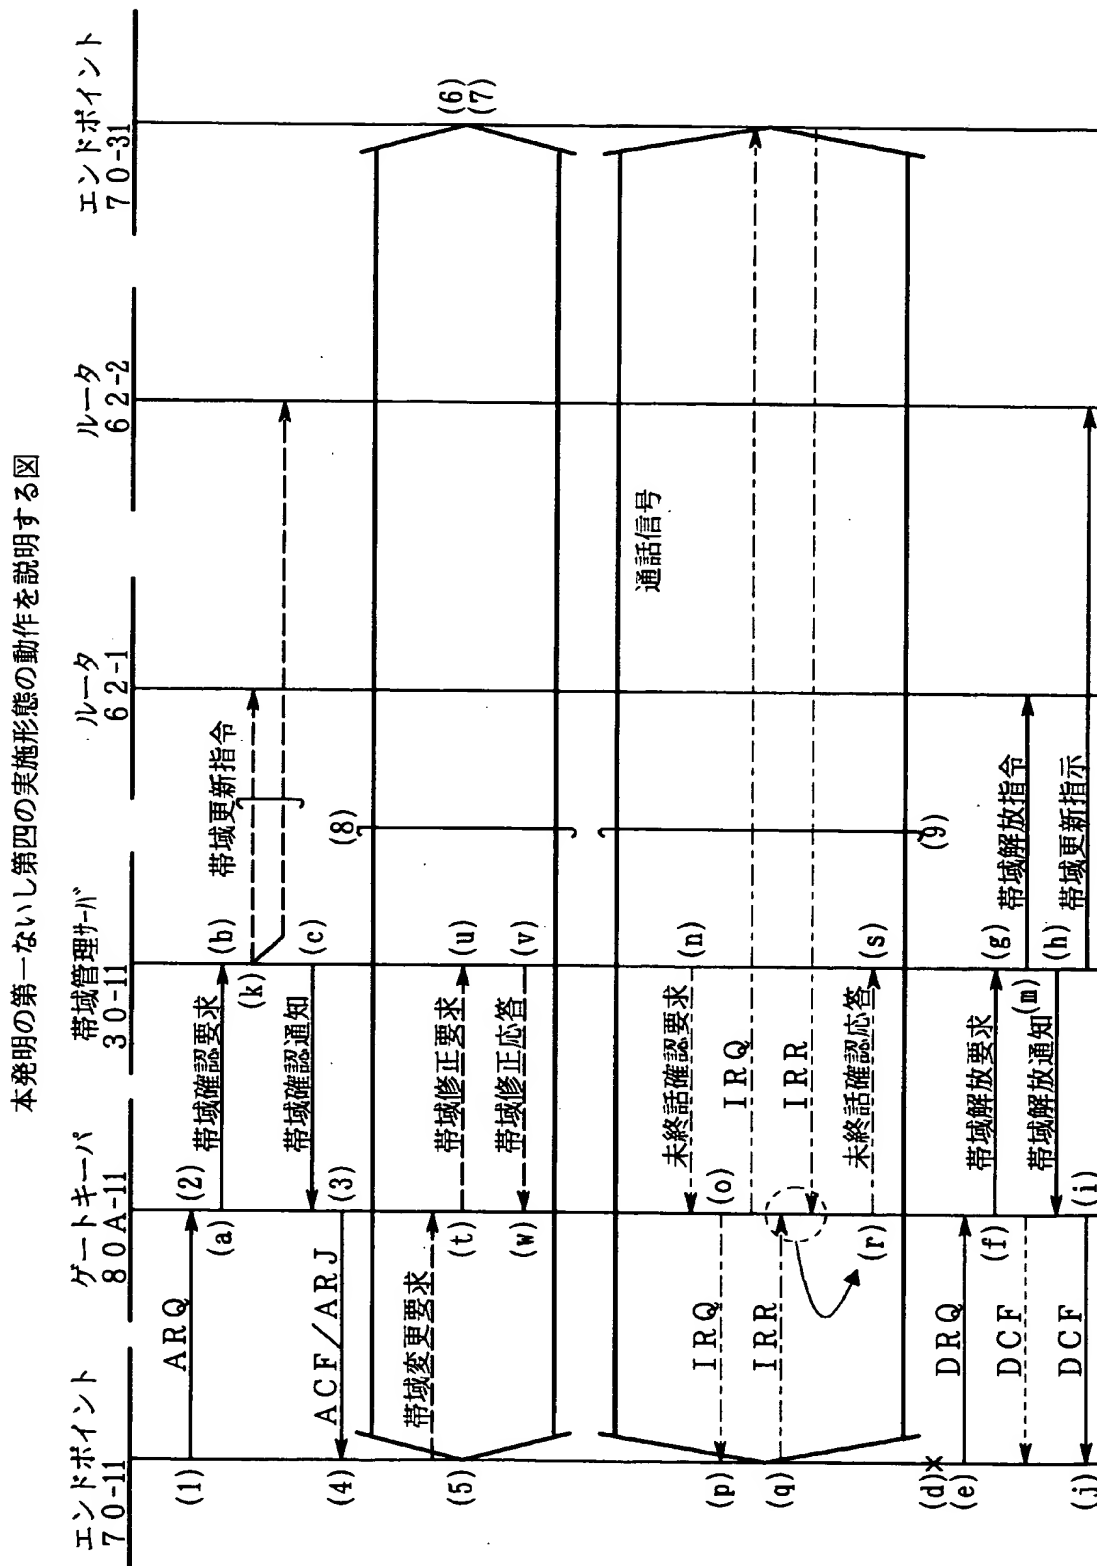 本発明の第一ないし第四の実施形態の動作を説明する図
エンドポイント
70-11
ゲートキーパ
80A-11
帯域管理サーバ
30-11
ルータ
62-1
ルータ
62-2
エンドポイント
70-31
(1)
ARQ
(2)
(a)
帯域確認要求
(b)
(k)
帯域更新指令
帯域確認通知
(c)
(3)
ACF/ARJ
(4)
(8)
帯域変更要求
(5)
(t)
帯域修正要求
(u)
(6)
(7)
(w)
帯域修正応答
(v)
通話信号
未終話確認要求
(n)
(o)
IRQ
(p)
IRQ
IRR
(q)
IRR
(r)
未終話確認応答
(s)
(9)
(d)
(e)
DRQ
(f)
帯域解放要求
(g)
DCF
(m)
帯域解放指令
帯域解放通知
(h)
帯域更新指示
(i)
DCF
(j)